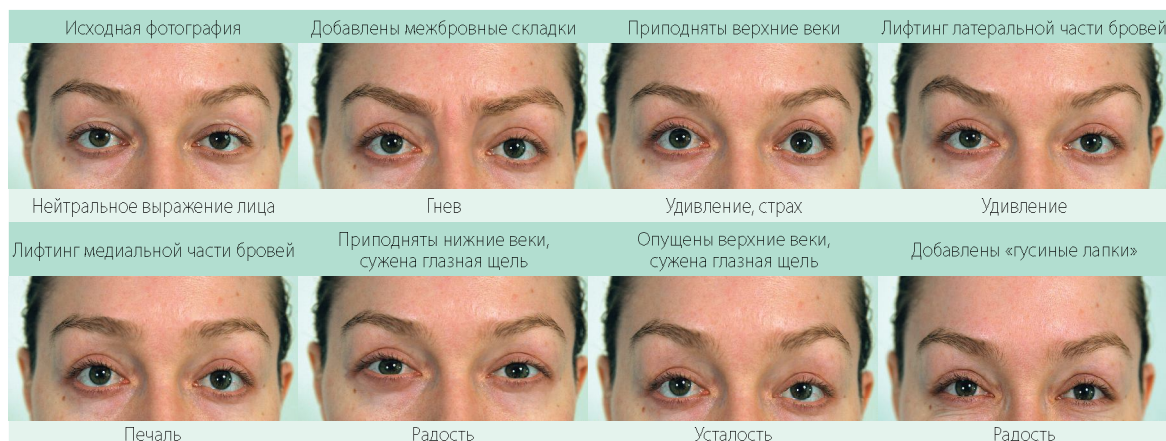 Исходная фотография
Добавлены межбровные складки
Приподняты верхние веки
Лифтинг латеральной части бровей
Нейтральное выражение лица
Гнев
Удивление, страх
Удивление
Лифтинг медиальной части бровей
Приподняты нижние веки,
сужена глазная щель
Опущены верхние веки,
сужена глазная щель
Добавлены «гусиные лапки»
Печаль
Радость
Усталость
Радость